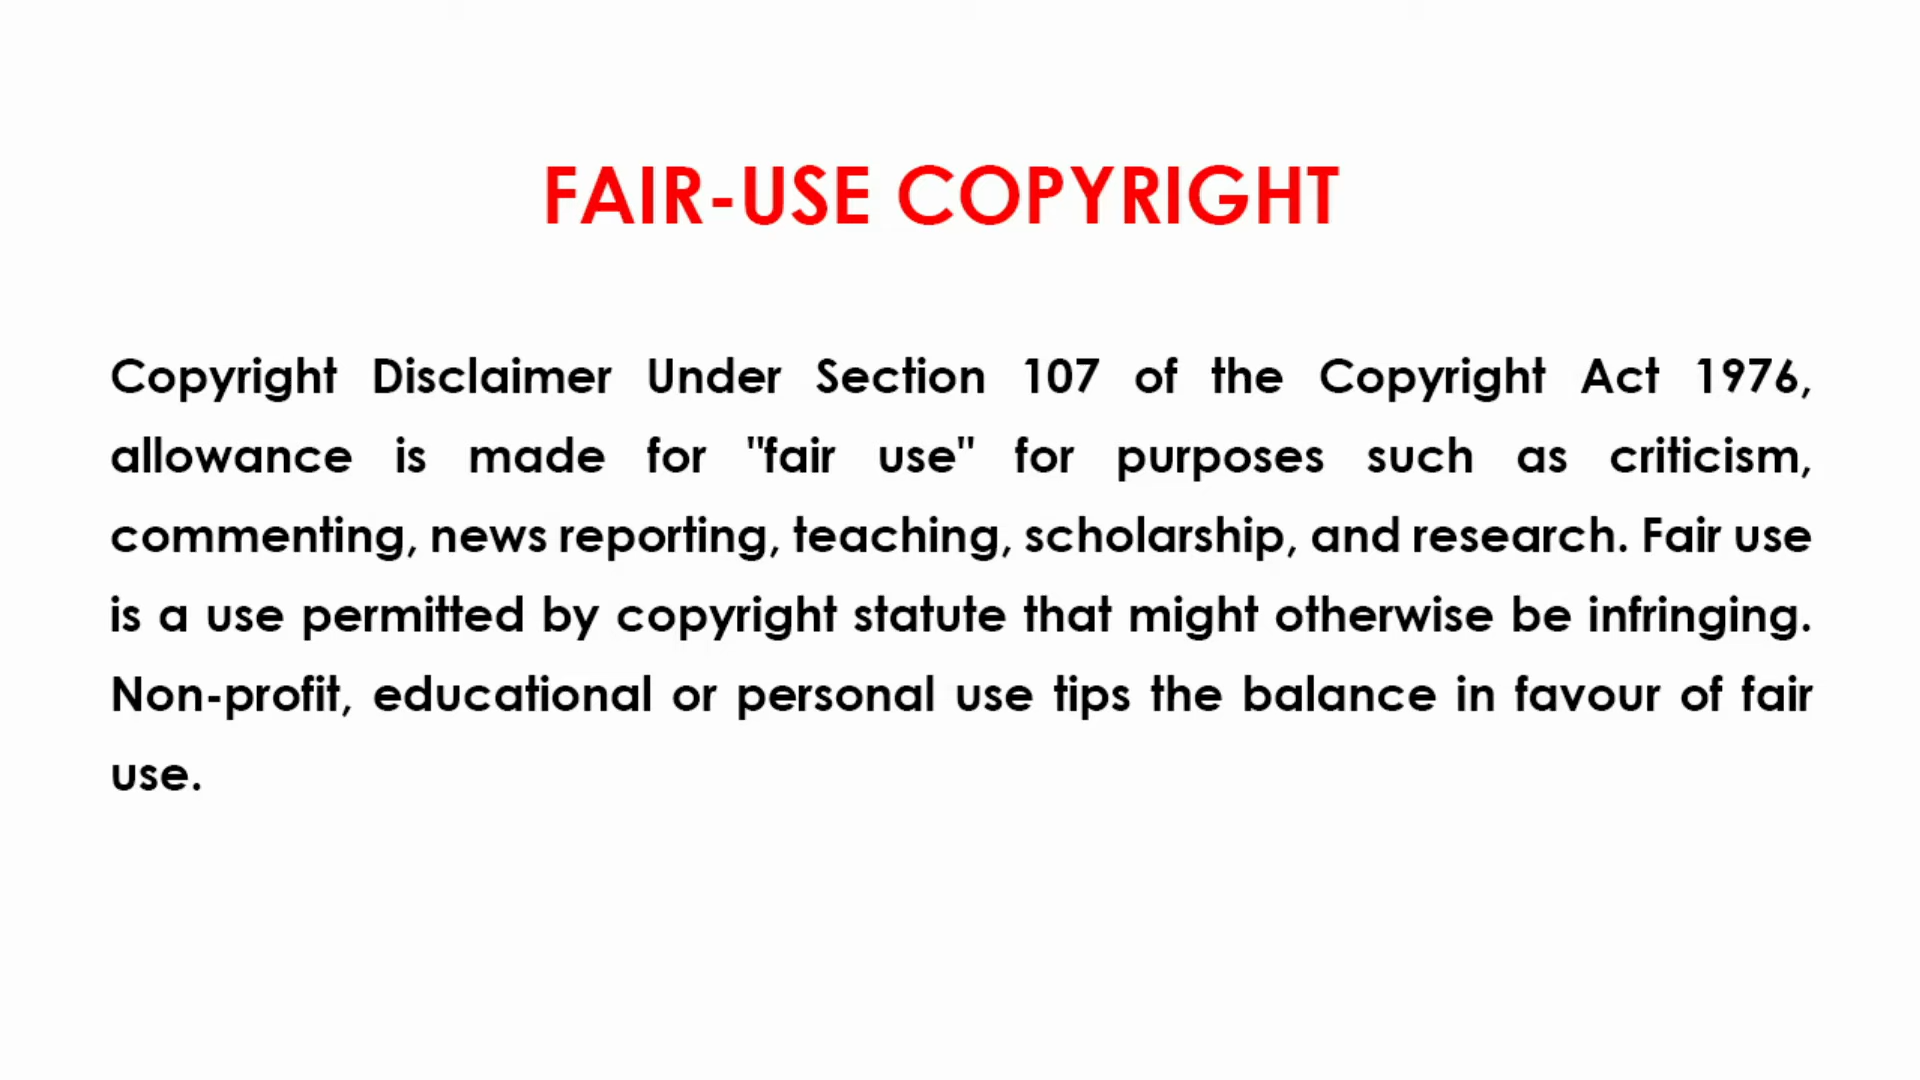 FAIR-USE COPYRIGHT
Copyright Disclaimer Under Section 107 of the Copyright Act 1976,
allowance is made for "fair use" for purposes such as criticism,
commenting, news reporting, teaching, scholarship, and research. Fair use
is a use permitted by copyright statute that might otherwise be infringing.
Non-profit, educational or personal use tips the balance in favour of fair
use.